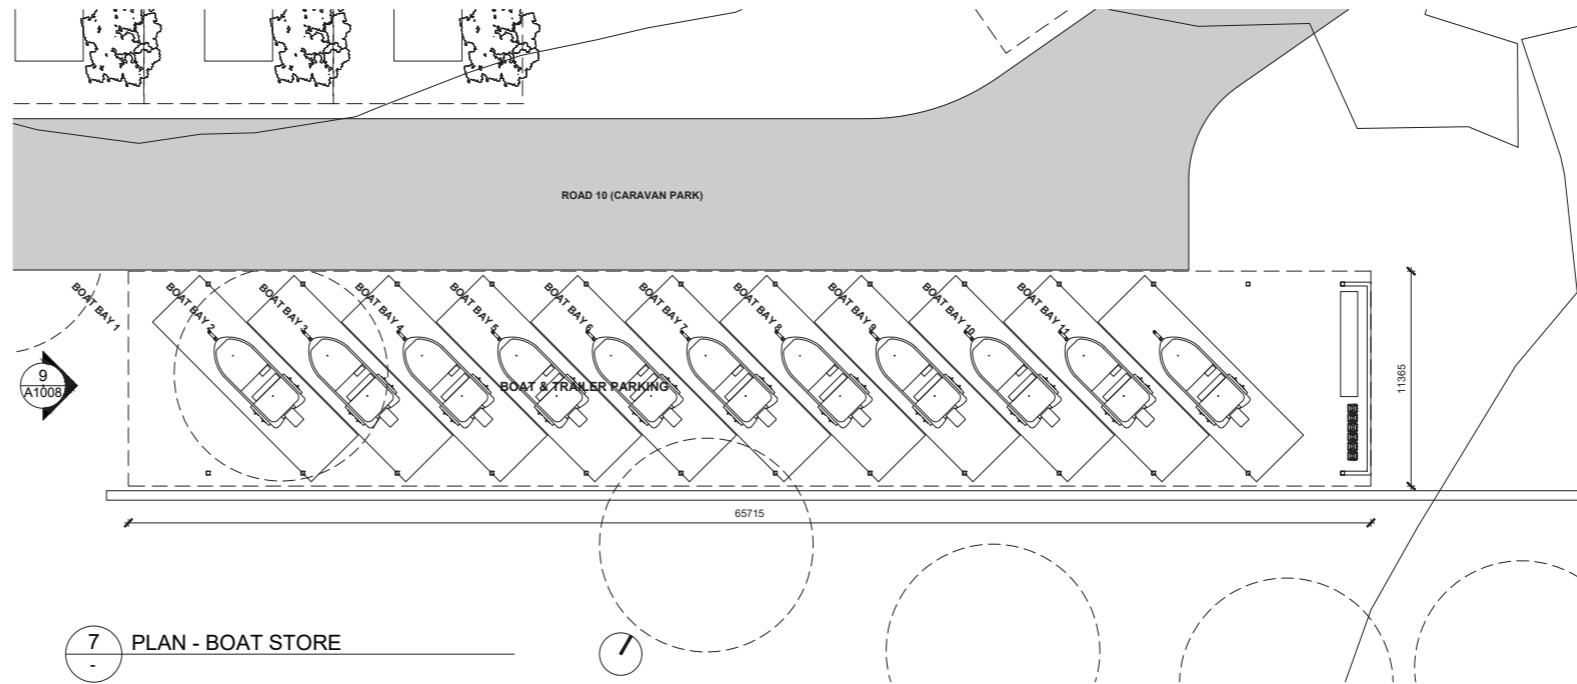 ROAD 10 (CARAVAN PARK)
BOAT BAY 1
BOAT BAY 2
BOAT BAY 3
BOAT BAY 4
BOAT BAY 5
BOAT BAY 6
BOAT BAY 7
BOAT BAY 8
BOAT BAY 9
BOAT BAY 10
BOAT BAY 11
9
A1008
BOAT & TRAILER PARKING
11365
65715
7
-
PLAN - BOAT STORE